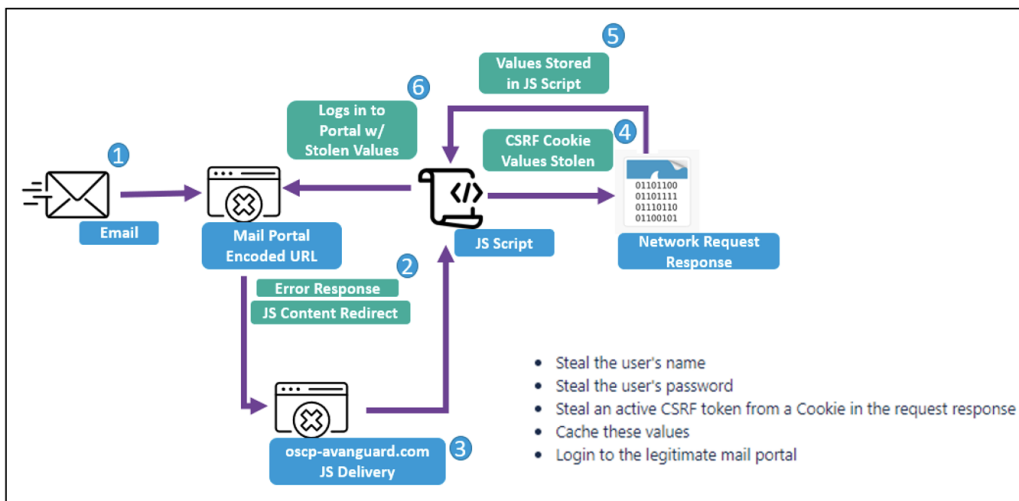 5
Values Stored
in JS Script
6
Logs in to
Portal w/
Stolen Values
4
CSRF Cookie
Values Stolen
1
Email
Mail Portal
Encoded URL
JS Script
01101100
01101111
01110110
01100101
Network Request
Response
2
Error Response
JS Content Redirect
oscp-avanguard.com
JS Delivery
3
• Steal the user's name
• Steal the user's password
• Steal an active CSRF token from a Cookie in the request response
• Cache these values
• Login to the legitimate mail portal